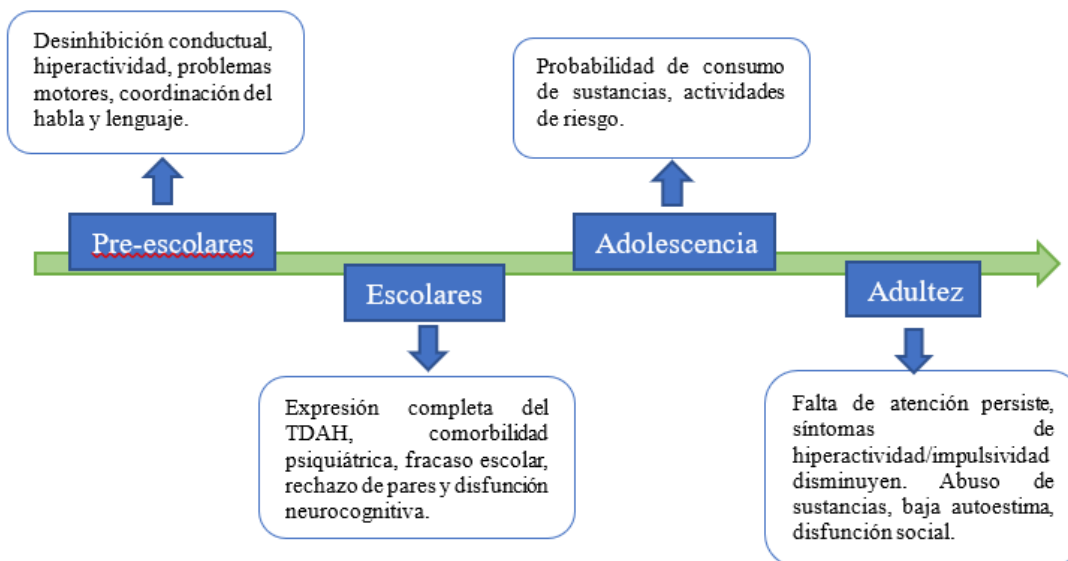 Desinhibición conductual,
hiperactividad, problemas
motores, coordinación del
habla y lenguaje.
Probabilidad de consumo
de sustancias, actividades
de riesgo.
Pre-escolares
Adolescencia
Escolares
Adultez
Expresión completa del
TDAH, comorbilidad
psiquiátrica, fracaso escolar,
rechazo de pares y disfunción
neurocognitiva.
Falta de atención persiste,
síntomas de
hiperactividad/impulsividad
disminuyen. Abuso de
sustancias, baja autoestima,
disfunción social.